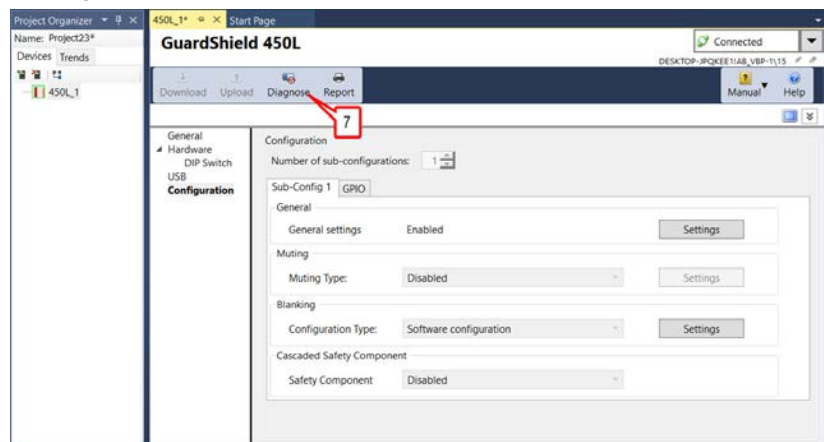 Project Organizer
450L_1*
Start Page
Name: Project23*
GuardShield 450L
Connected
Devices Trends
DESKTOP-JPQKEE1\AB_VBP-1\15
450L_1
Download Upload Diagnose Report
Manual Help
7
General
Hardware
DIP Switch
USB
Configuration
Configuration
Number of sub-configurations: 1
Sub-Config 1 GPIO
General
General settings Enabled Settings
Muting
Muting Type: Disabled Settings
Blanking
Configuration Type: Software configuration Settings
Cascaded Safety Component
Safety Component Disabled